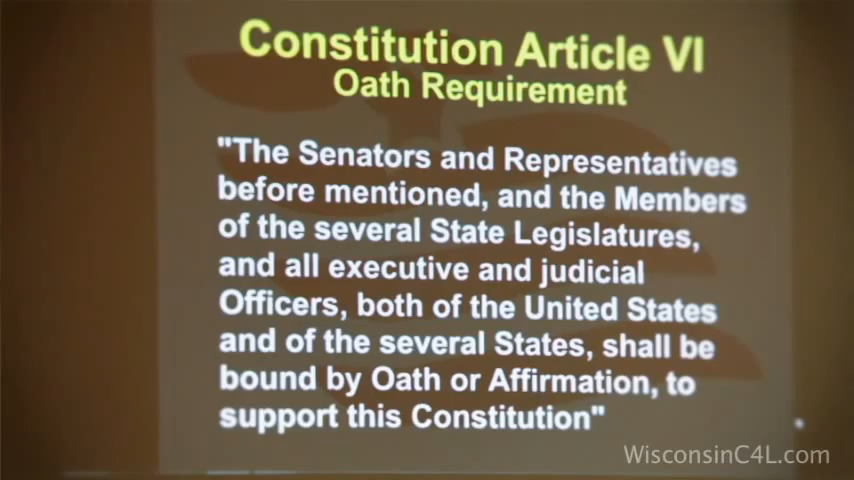 Constitution Article VI
Oath Requirement
"The Senators and Representatives
before mentioned, and the Members
of the several State Legislatures,
and all executive and judicial
Officers, both of the United States
and of the several States, shall be
bound by Oath or Affirmation, to
support this Constitution"
WisconsinC4L.com